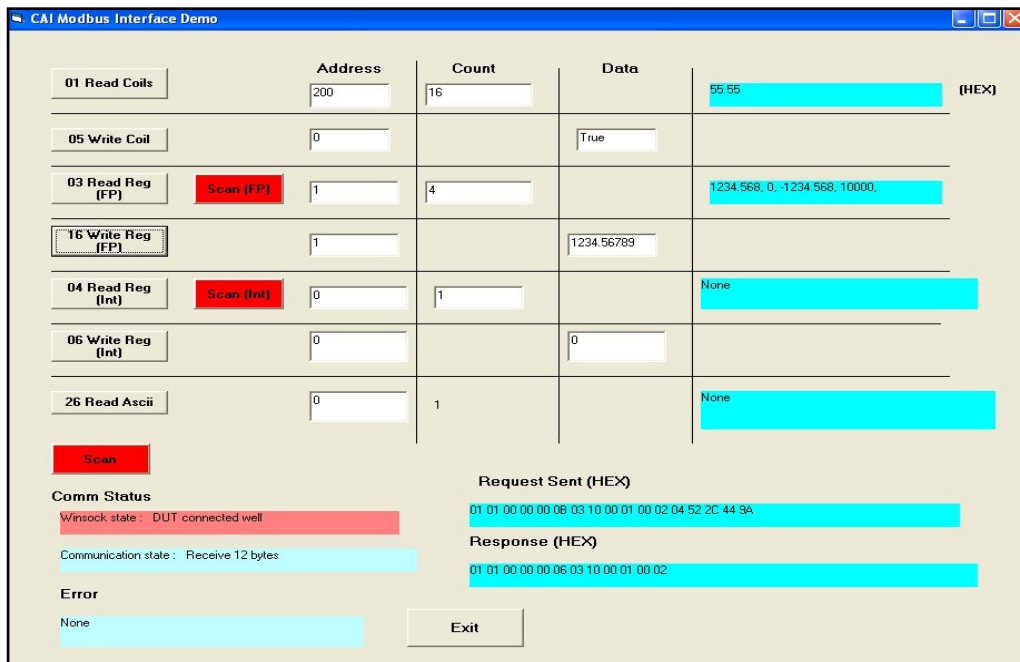 CAI Modbus Interface Demo
Address Count Data
01 Read Coils 200 16 55 55 (HEX)
05 Write Coil 0 True
03 Read Reg (FP) Scan (FP) 1 4 1234.568, 0, -1234.568, 10000,
16 Write Reg (FP) 1 1234.56789
04 Read Reg (Int) Scan (Int) 0 1 None
06 Write Reg (Int) 0 0
26 Read Ascii 0 1 None
Scan
Comm Status
Winsock state : DUT connected well
Communication state : Receive 12 bytes
Error
None
Request Sent (HEX)
01 01 00 00 00 0B 03 10 00 01 00 02 04 52 2C 44 9A
Response (HEX)
01 01 00 00 00 06 03 10 00 01 00 02
Exit